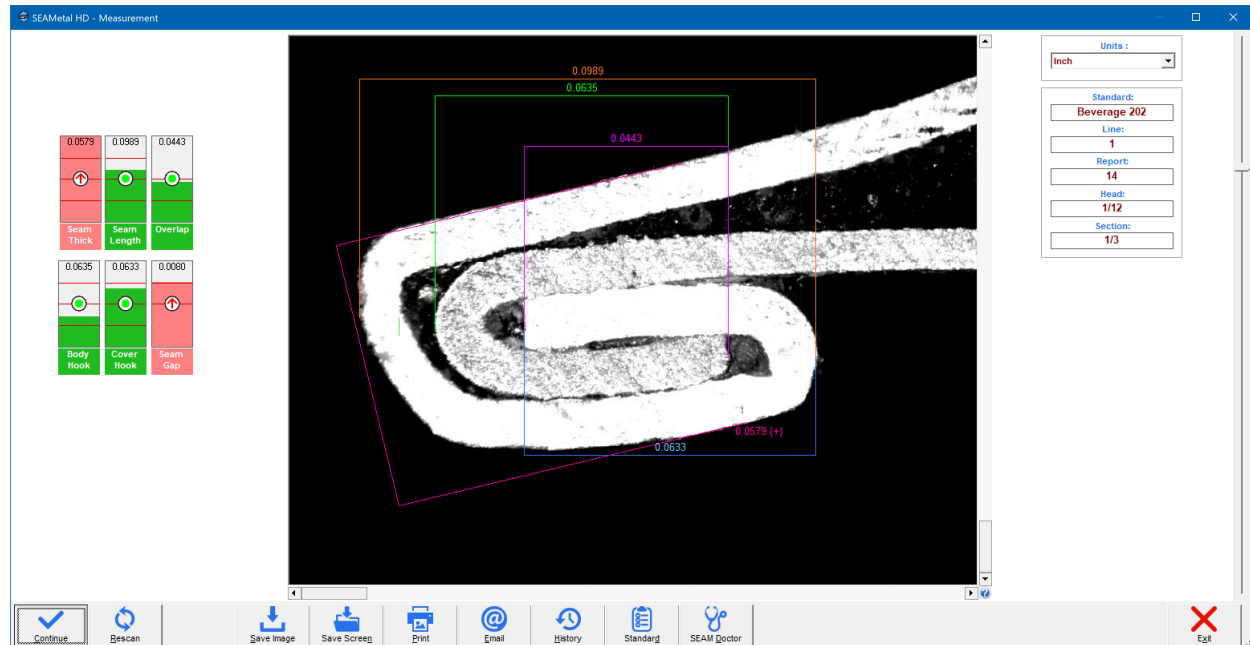 SEAMetal HD - Measurement
0.0579 0.0989 0.0443
Seam Thick
Seam Length
Overlap
0.0635 0.0633 0.0080
Body Hook
Cover Hook
Seam Gap
0.0989
0.0635
0.0443
0.0579 (+)
0.0633
Units :
Inch
Standard:
Beverage 202
Line:
1
Report:
14
Head:
1/12
Section:
1/3
Continue
Rescan
Save Image
Save Screen
Print
Email
History
Standard
SEAM Doctor
Exit